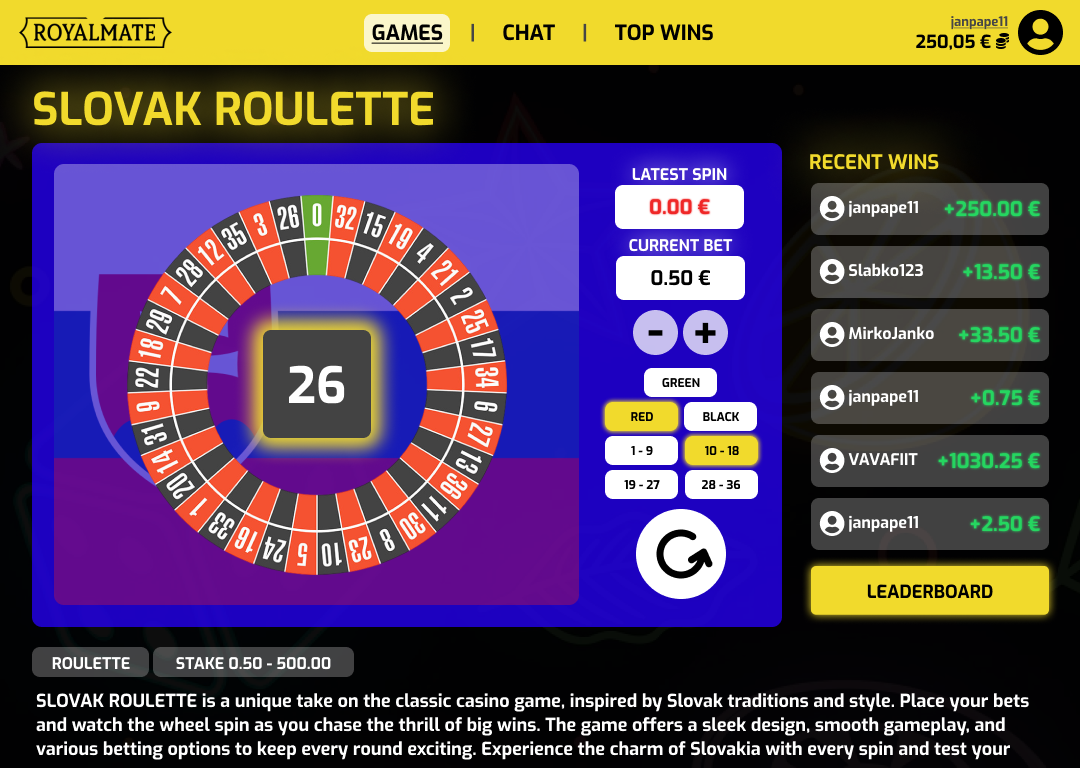 ROYALMATE
GAMES | CHAT | TOP WINS
janpape11
250,05 €
SLOVAK ROULETTE
0 32 15 19 4 21 2 25 17 34 6 27 13 36 11 30 8 23 10 5 24 16 33 1 20 14 31 9 22 18 29 7 28 12 35 3 26
26
LATEST SPIN
0.00 €
CURRENT BET
0.50 €
- +
GREEN
RED BLACK
1 - 9 10 - 18
19 - 27 28 - 36
RECENT WINS
janpape11 +250.00 €
Slabko123 +13.50 €
MirkoJanko +33.50 €
janpape11 +0.75 €
VAVAFIIT +1030.25 €
janpape11 +2.50 €
LEADERBOARD
ROULETTE STAKE 0.50 - 500.00
SLOVAK ROULETTE is a unique take on the classic casino game, inspired by Slovak traditions and style. Place your bets
and watch the wheel spin as you chase the thrill of big wins. The game offers a sleek design, smooth gameplay, and
various betting options to keep every round exciting. Experience the charm of Slovakia with every spin and test your